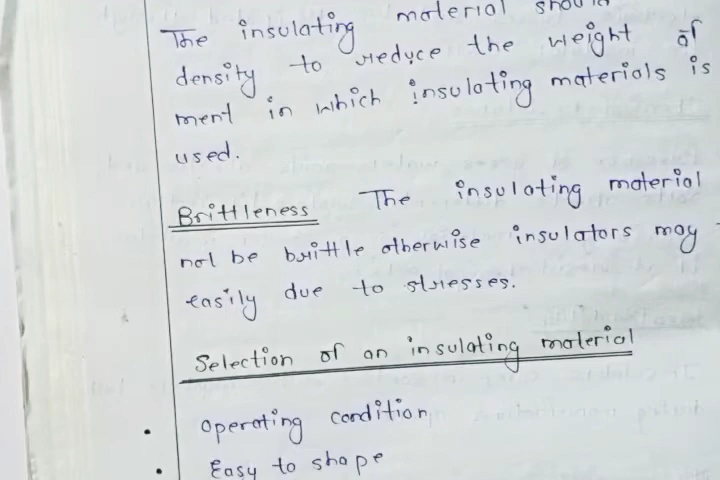 The insulating material should
density to reduce the weight of
ment in which insulating materials is
used.
Brittleness The insulating material
not be brittle otherwise insulators may
easily due to stresses.
Selection of an insulating material
• Operating condition
• Easy to shape